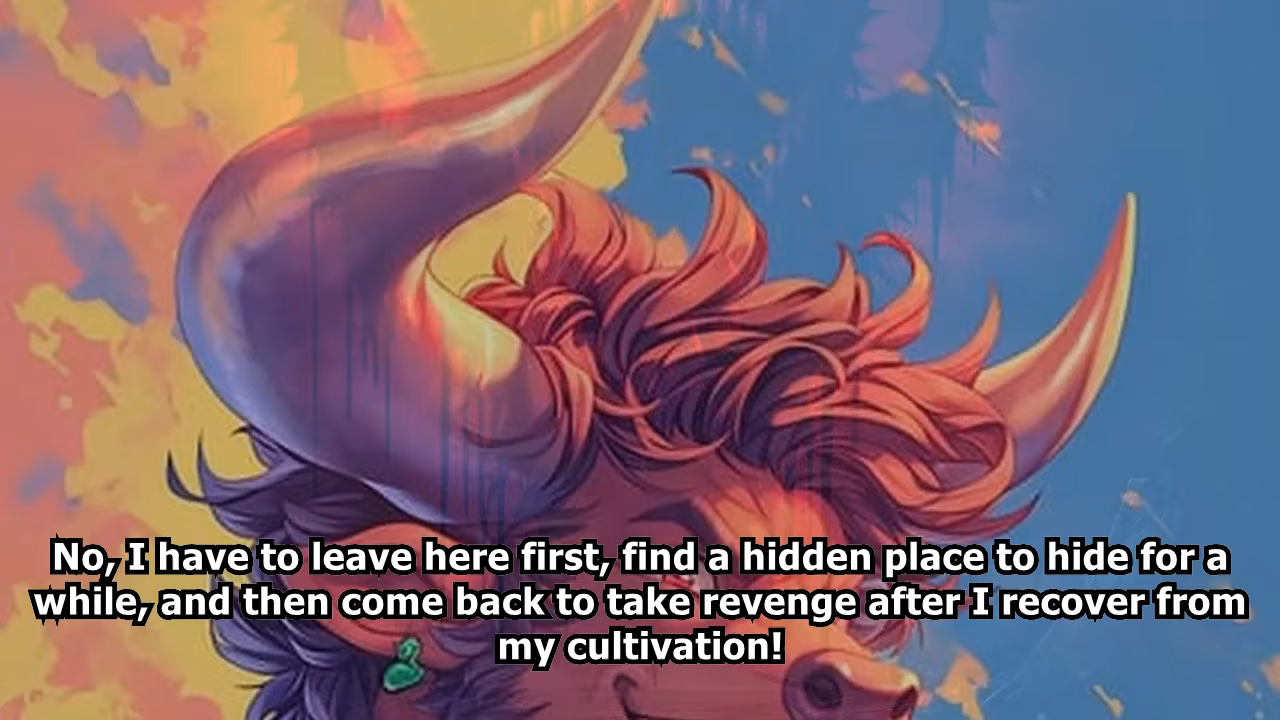 No, I have to leave here first, find a hidden place to hide for a
while, and then come back to take revenge after I recover from
my cultivation!